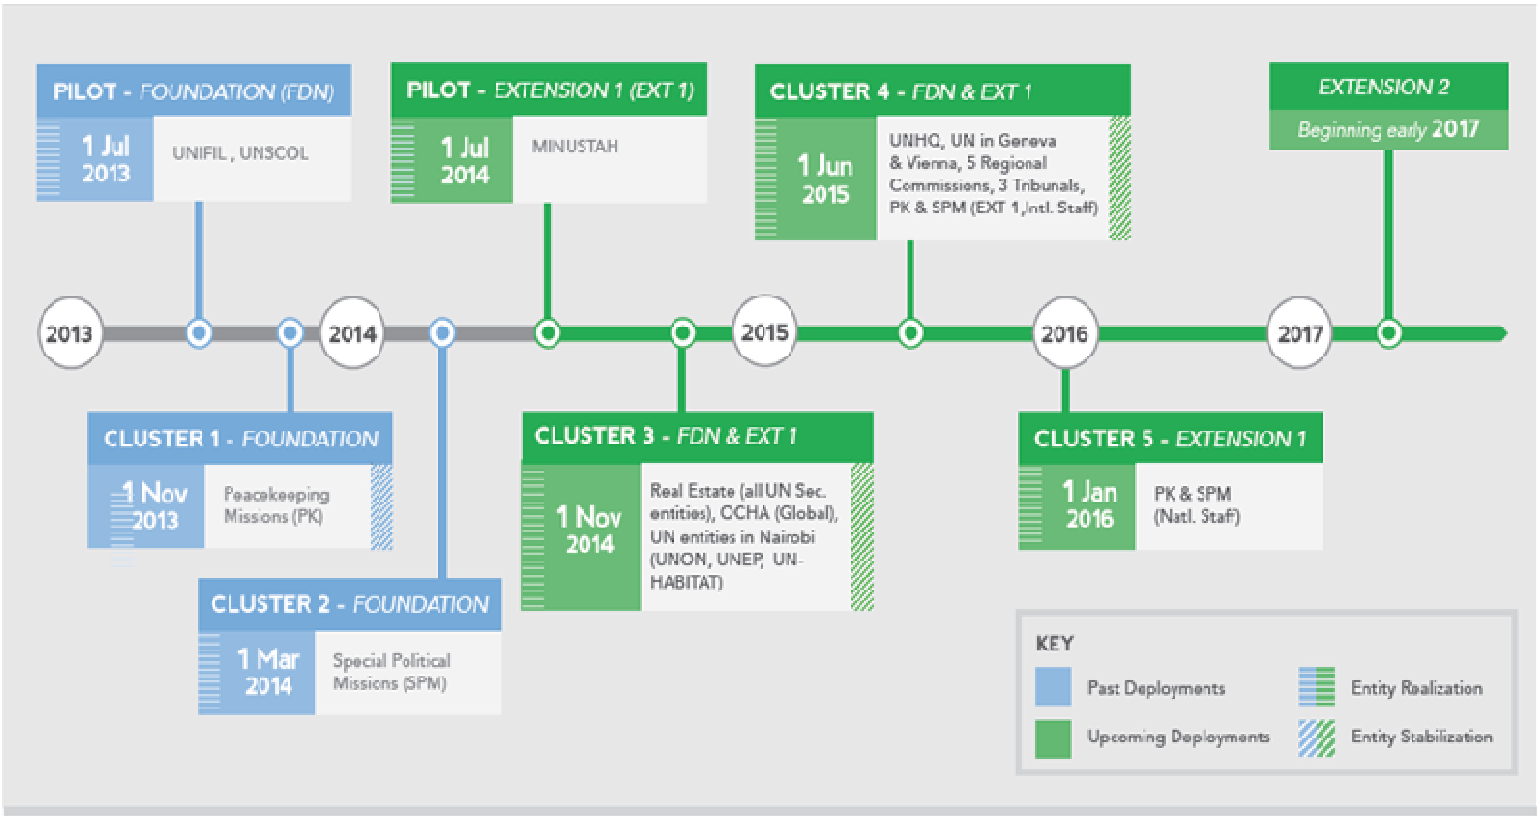 PILOT - FOUNDATION (FDN)
1 Jul
2013
UNIFIL, UNSCOL
PILOT - EXTENSION 1 (EXT 1)
1 Jul
2014
MINUSTAH
CLUSTER 4 - FDN & EXT 1
1 Jun
2015
UNHQ, UN in Geneva
& Vienna, 5 Regional
Commissions, 3 Tribunals,
PK & SPM (EXT 1, Intl. Staff)
EXTENSION 2
Beginning early 2017
2013
2014
2015
2016
2017
CLUSTER 1 - FOUNDATION
1 Nov
2013
Peacekeeping
Missions (PK)
CLUSTER 2 - FOUNDATION
1 Mar
2014
Special Political
Missions (SPM)
CLUSTER 3 - FDN & EXT 1
1 Nov
2014
Real Estate (all UN Sec.
entities), OCHA (Global),
UN entities in Nairobi
(UNON, UNEP, UN-
HABITAT)
CLUSTER 5 - EXTENSION 1
1 Jan
2016
PK & SPM
(Natl. Staff)
KEY
Past Deployments
Entity Realization
Upcoming Deployments
Entity Stabilization